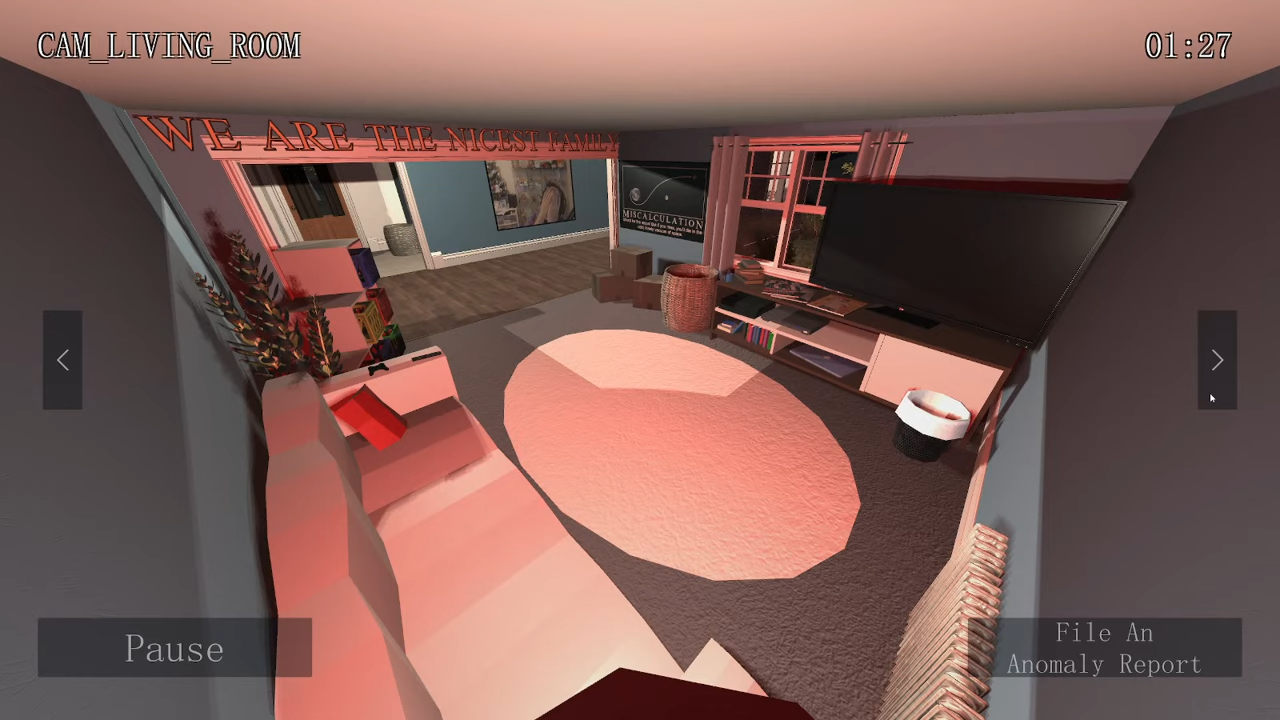 CAM_LIVING_ROOM
01:27
WE ARE THE NICEST FAMILY
MISCALCULATION
Pause
File An
Anomaly Report